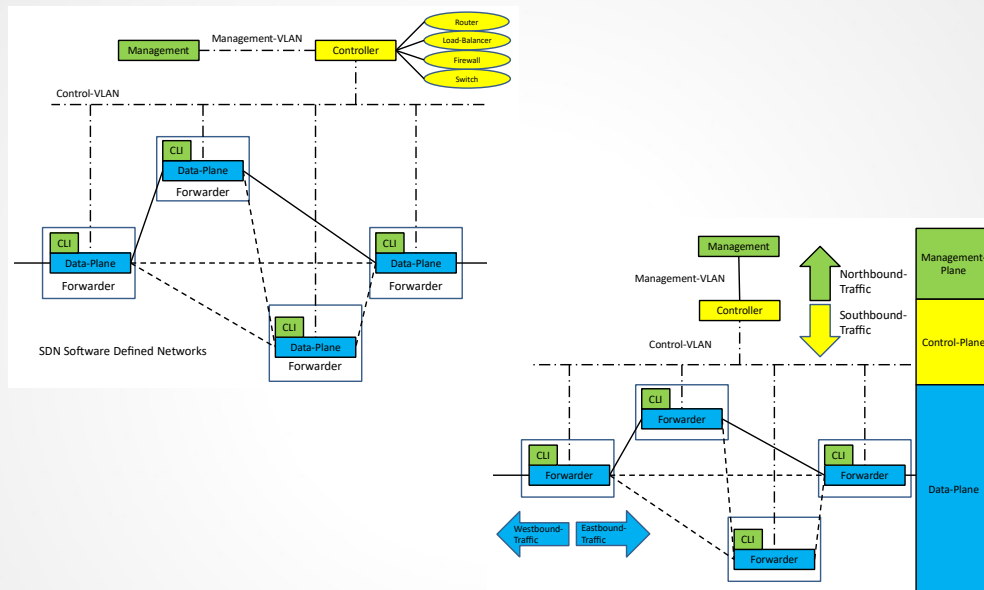 Router
Load-Balancer
Firewall
Switch
Management-VLAN
Management
Controller
Control-VLAN
CLI
Data-Plane
Forwarder
CLI
Data-Plane
Forwarder
CLI
Data-Plane
Forwarder
CLI
Data-Plane
Forwarder
SDN Software Defined Networks
Management
Management-VLAN
Controller
Control-VLAN
Northbound-
Traffic
Southbound-
Traffic
Management-
Plane
Control-Plane
Data-Plane
CLI
Forwarder
CLI
Forwarder
CLI
Forwarder
CLI
Forwarder
Westbound-
Traffic
Eastbound-
Traffic